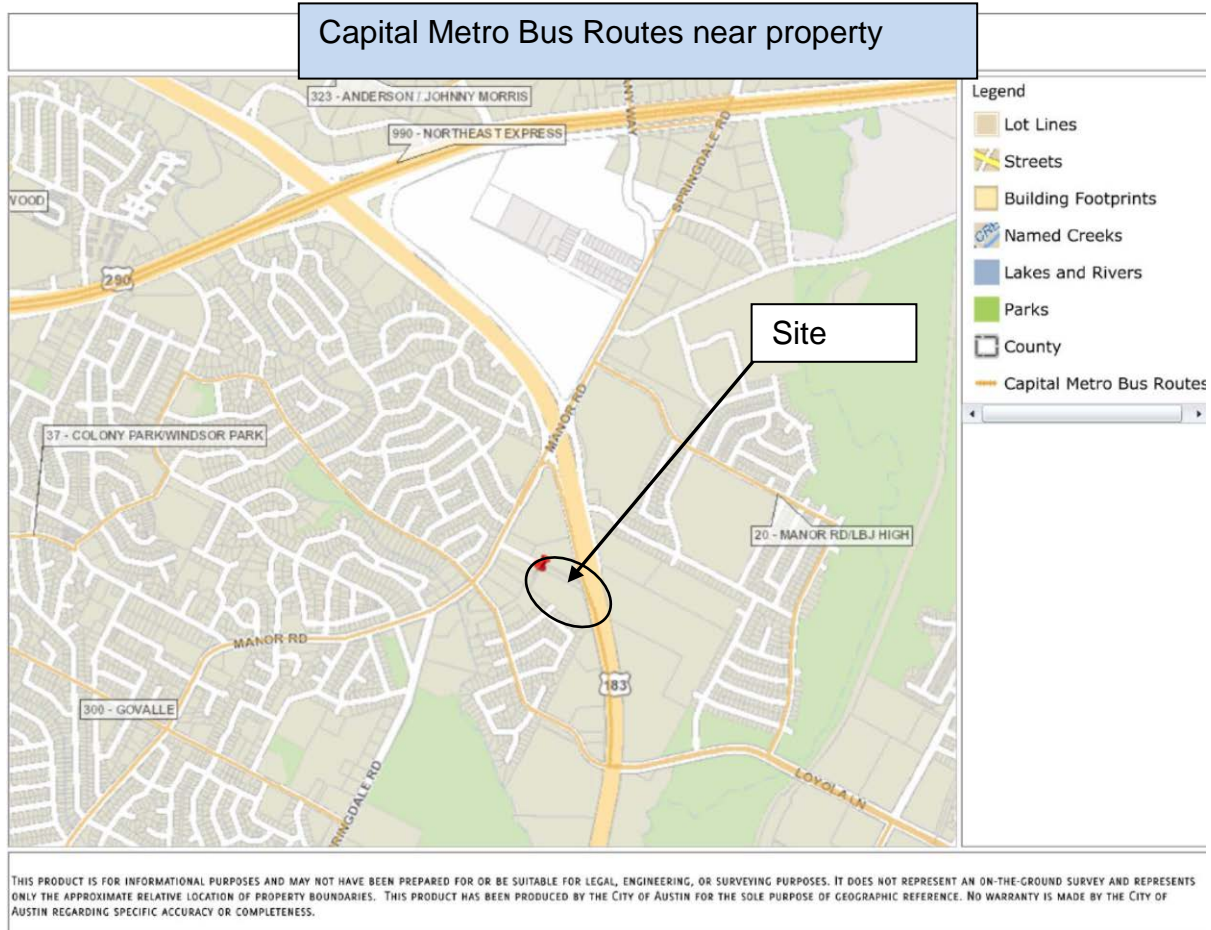 Capital Metro Bus Routes near property
323 - ANDERSON / JOHNNY MORRIS
990 - NORTHEAST EXPRESS
NY WAY
SPRINGDALE RD
WOOD
290
Site
MANOR RD
37 - COLONY PARK/WINDSOR PARK
20 - MANOR RD/LBJ HIGH
MANOR RD
183
300 - GOVALLE
LOYOLA LN
RINGDALE RD
Legend
Lot Lines
Streets
Building Footprints
Named Creeks
Lakes and Rivers
Parks
County
Capital Metro Bus Routes
THIS PRODUCT IS FOR INFORMATIONAL PURPOSES AND MAY NOT HAVE BEEN PREPARED FOR OR BE SUITABLE FOR LEGAL, ENGINEERING, OR SURVEYING PURPOSES. IT DOES NOT REPRESENT AN ON-THE-GROUND SURVEY AND REPRESENTS
ONLY THE APPROXIMATE RELATIVE LOCATION OF PROPERTY BOUNDARIES. THIS PRODUCT HAS BEEN PRODUCED BY THE CITY OF AUSTIN FOR THE SOLE PURPOSE OF GEOGRAPHIC REFERENCE. NO WARRANTY IS MADE BY THE CITY OF
AUSTIN REGARDING SPECIFIC ACCURACY OR COMPLETENESS.